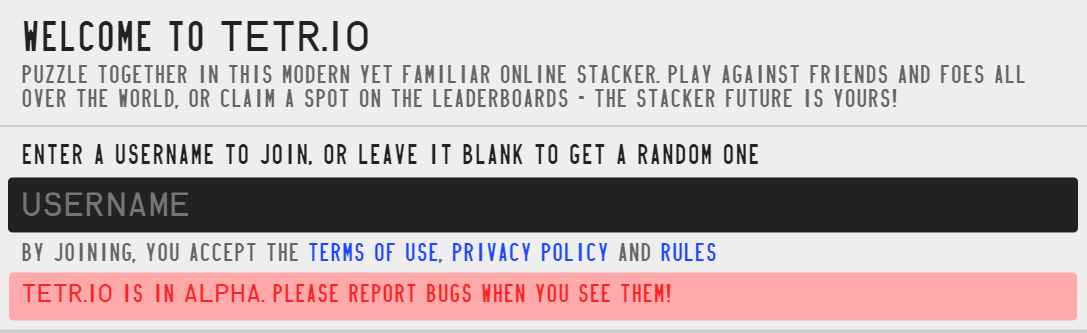 WELCOME TO TETR.IO
PUZZLE TOGETHER IN THIS MODERN YET FAMILIAR ONLINE STACKER. PLAY AGAINST FRIENDS AND FOES ALL
OVER THE WORLD, OR CLAIM A SPOT ON THE LEADERBOARDS - THE STACKER FUTURE IS YOURS!
ENTER A USERNAME TO JOIN, OR LEAVE IT BLANK TO GET A RANDOM ONE
USERNAME
BY JOINING, YOU ACCEPT THE TERMS OF USE, PRIVACY POLICY AND RULES
TETR.IO IS IN ALPHA. PLEASE REPORT BUGS WHEN YOU SEE THEM!